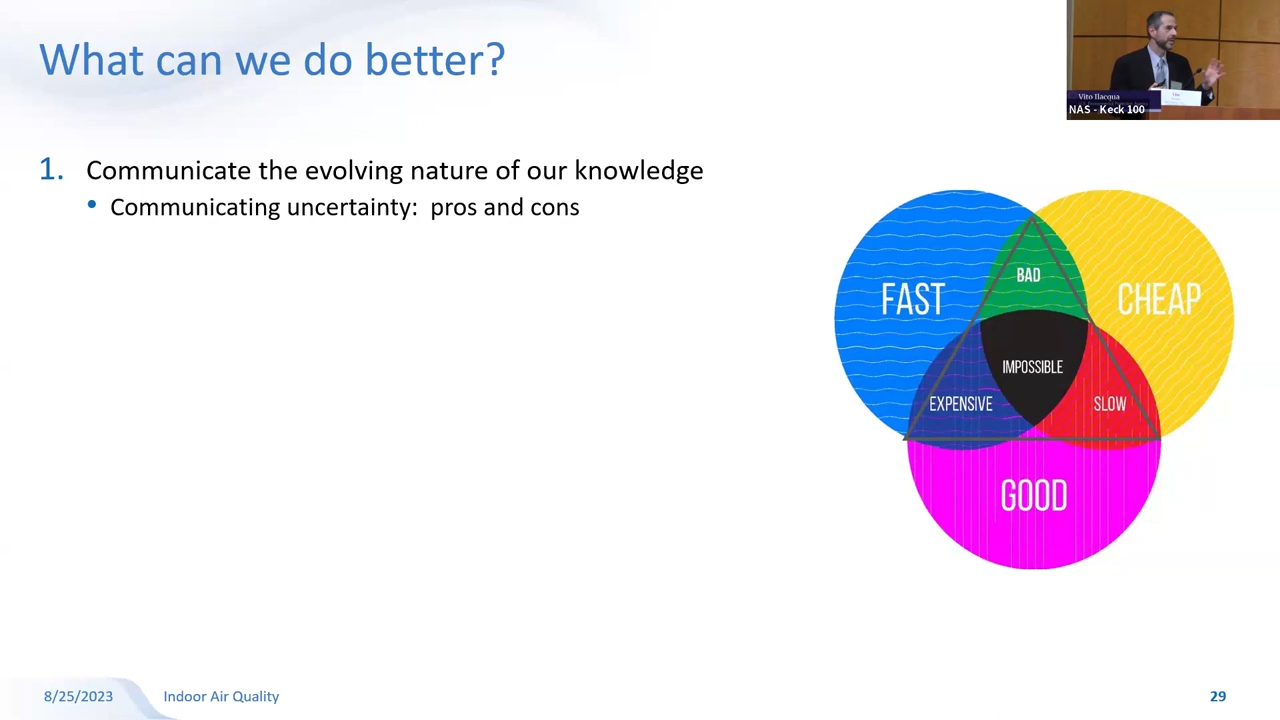 What can we do better?
Vito Ilacqua
NAS - Keck 100
1. Communicate the evolving nature of our knowledge
• Communicating uncertainty: pros and cons
BAD
FAST
CHEAP
IMPOSSIBLE
EXPENSIVE
SLOW
GOOD
8/25/2023
Indoor Air Quality
29